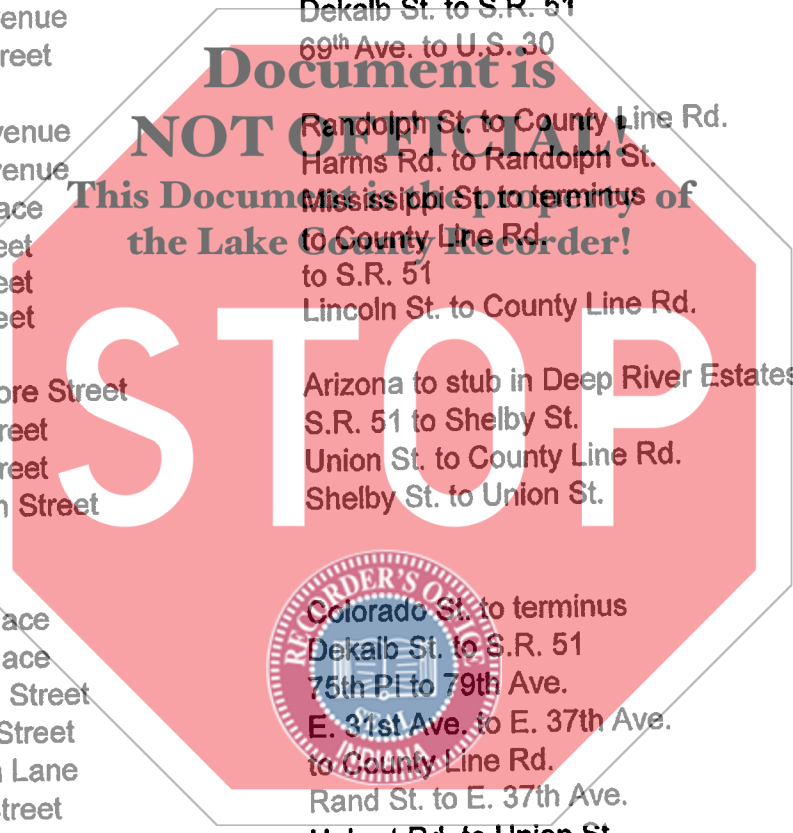 enue Dekalb St. to S.R. 51
reet 69th Ave. to U.S. 30
Document is
venue Randolph St. to County Line Rd.
NOT OFFICIAL!
enue Harms Rd. to Randolph St.
ace Mississippi St. to terminus
This Document is the property of
eet to County Line Rd.
the Lake County Recorder!
eet to S.R. 51
eet Lincoln St. to County Line Rd.
STOP
ore Street Arizona to stub in Deep River Estates
reet S.R. 51 to Shelby St.
reet Union St. to County Line Rd.
n Street Shelby St. to Union St.
RECORDER'S OFFICE
ace Colorado St. to terminus
ace Dekalb St. to S.R. 51
Street 75th Pl to 79th Ave.
SEAL
Street E. 31st Ave. to E. 37th Ave.
INDIANA
Lane to County Line Rd.
treet Rand St. to E. 37th Ave.
Rd. to Union St.